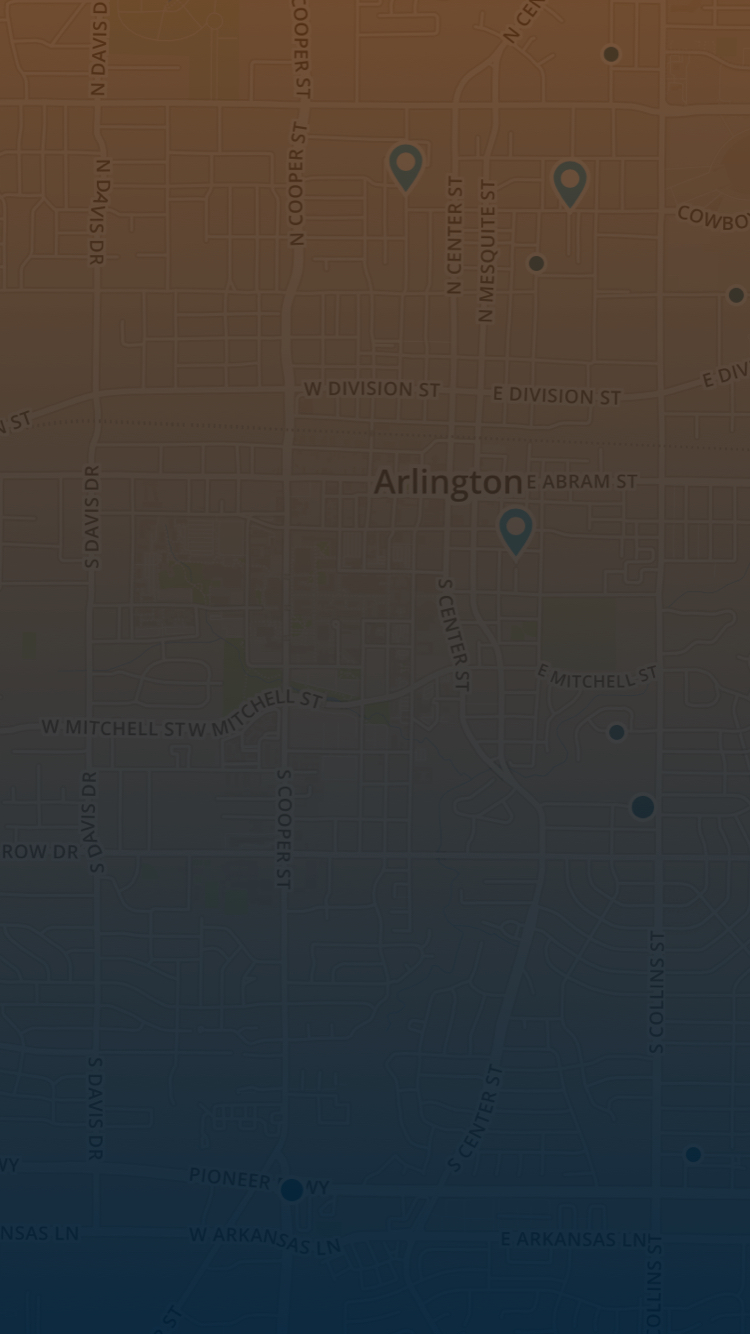 N CEN
N DAVIS D
COOPER ST
N COOPER ST
N DAVIS DR
N CENTER ST
N MESQUITE ST
COWBO
W DIVISION ST
E DIVISION ST
E DIV
N ST
Arlington
E ABRAM ST
S DAVIS DR
S CENTER ST
E MITCHELL ST
W MITCHELL ST
W MITCHELL ST
S DAVIS DR
S COOPER ST
ROW DR
S COLLINS ST
S DAVIS DR
S CENTER ST
WY
PIONEER WY
NSAS LN
W ARKANSAS LN
E ARKANSAS LN
OLLINS ST
ST